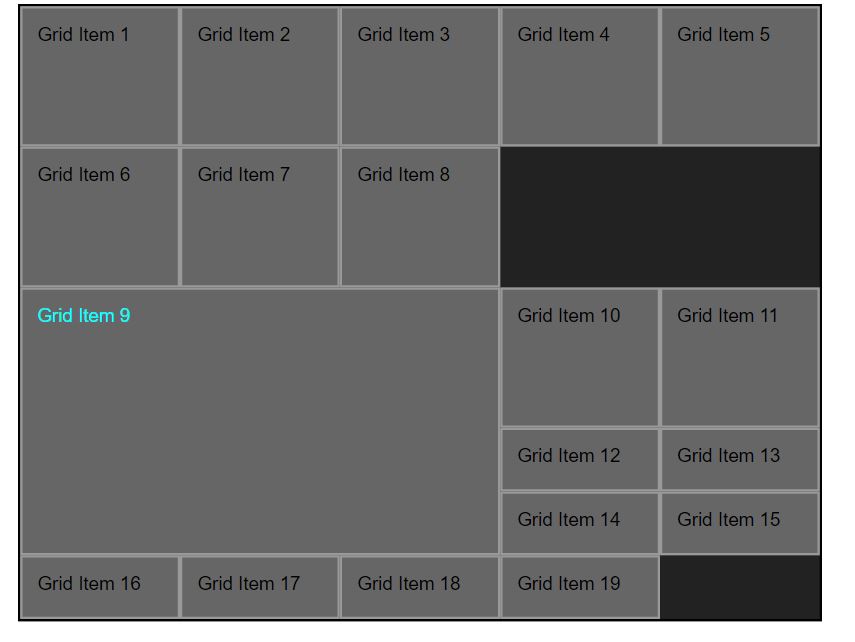 Grid Item 1
Grid Item 2
Grid Item 3
Grid Item 4
Grid Item 5
Grid Item 6
Grid Item 7
Grid Item 8
Grid Item 9
Grid Item 10
Grid Item 11
Grid Item 12
Grid Item 13
Grid Item 14
Grid Item 15
Grid Item 16
Grid Item 17
Grid Item 18
Grid Item 19